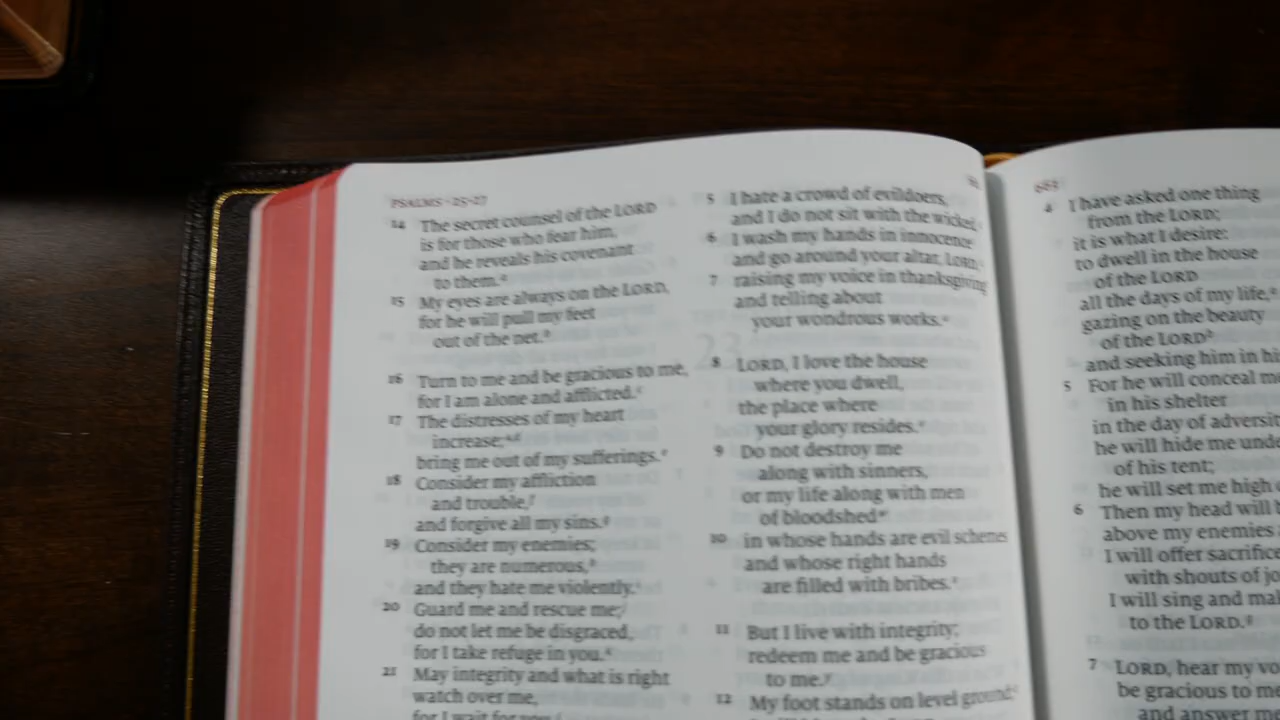 PSALMS • 25-27
14 The secret counsel of the LORD
is for those who fear him,
and he reveals his covenant
to them.
15 My eyes are always on the LORD,
for he will pull my feet
out of the net.
16 Turn to me and be gracious to me,
for I am alone and afflicted.
17 The distresses of my heart
increase;
bring me out of my sufferings.
18 Consider my affliction
and trouble,
and forgive all my sins.
19 Consider my enemies;
they are numerous,
and they hate me violently.
20 Guard me and rescue me;
do not let me be disgraced,
for I take refuge in you.
21 May integrity and what is right
watch over me,
for I wait for you.
5 I hate a crowd of evildoers,
and I do not sit with the wicked.
6 I wash my hands in innocence
and go around your altar, LORD,
7 raising my voice in thanksgiving
and telling about
your wondrous works.
8 LORD, I love the house
where you dwell,
the place where
your glory resides.
9 Do not destroy me
along with sinners,
or my life along with men
of bloodshed
10 in whose hands are evil schemes
and whose right hands
are filled with bribes.
11 But I live with integrity;
redeem me and be gracious
to me.
12 My foot stands on level ground;
663
4 I have asked one thing
from the LORD;
it is what I desire:
to dwell in the house
of the LORD
all the days of my life,
gazing on the beauty
of the LORD
and seeking him in hi
5 For he will conceal me
in his shelter
in the day of adversit
he will hide me unde
of his tent;
he will set me high
6 Then my head will b
above my enemies
I will offer sacrifice
with shouts of jo
I will sing and mak
to the LORD.
7 LORD, hear my vo
be gracious to me
and answer me